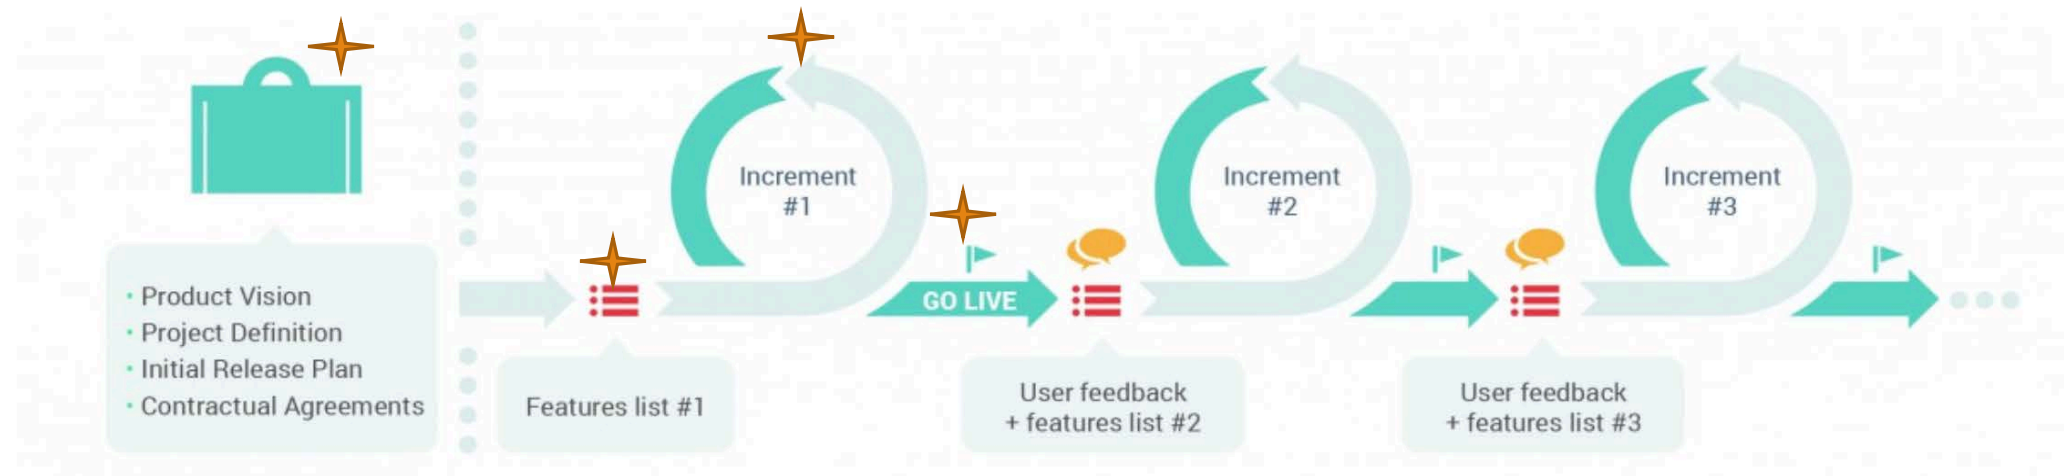 · Product Vision
· Project Definition
· Initial Release Plan
· Contractual Agreements
Features list #1
Increment
#1
GO LIVE
User feedback
+ features list #2
Increment
#2
User feedback
+ features list #3
Increment
#3